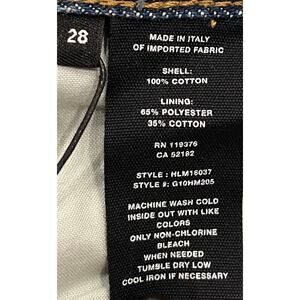 28
MADE IN ITALY
OF IMPORTED FABRIC
SHELL:
100% COTTON
LINING:
65% POLYESTER
35% COTTON
RN 119376
CA 52182
STYLE : HLM16037
STYLE #: G10HM205
MACHINE WASH COLD
INSIDE OUT WITH LIKE
COLORS
ONLY NON-CHLORINE
BLEACH
WHEN NEEDED
TUMBLE DRY LOW
COOL IRON IF NECESSARY